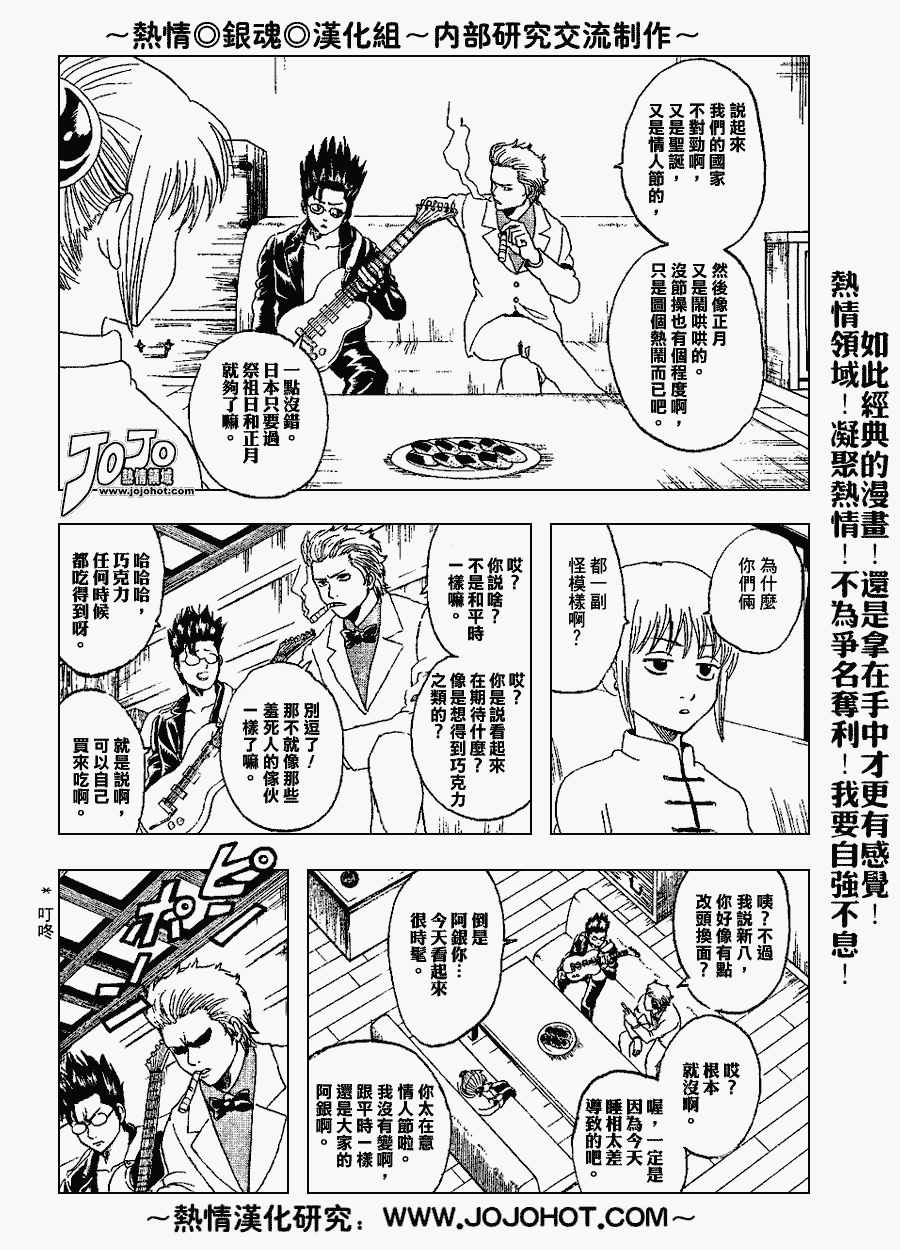 ～熱情◎銀魂◎漢化組～内部研究交流制作～
說起來
我們的國家
不對勁啊，
又是聖誕，
又是情人節的，
然後像正月
又是鬧哄哄的。
沒節操也有個程度啊，
只是圖個熱鬧而已吧。
一點沒錯。
日本只要過
祭祖日和正月
就夠了嘛。
JOJO
熱情領域
www.jojohot.com
如此經典的漫畫！還是拿在手中才更有感覺！
熱情領域！凝聚熱情！不為爭名奪利！我要自強不息！
為什麼
你們倆
都一副
怪模樣啊？
哎？
你說啥？
不是和平時
一樣嘛。
哎？
你是說看起來
在期待什麼？
像是想得到巧克力
之類的？
別逗了！
那不就像那些
羞死人的傢伙
一樣了嘛。
哈哈哈，
巧克力
任何時候
都吃得到呀。
就是說啊，
可以自己
買來吃啊。
咦？不過
我說新八，
你好像有點
改頭換面？
哎？
根本
就沒啊。
喔，一定是
因為今天
睡相太差
導致的吧。
倒是
阿銀你…
今天看起來
很時髦。
你太在意
情人節啦。
我沒有變啊，
跟平時一樣
還是大家的
阿銀啊。
ピンポーン
＊叮咚
～熱情漢化研究：WWW.JOJOHOT.COM～